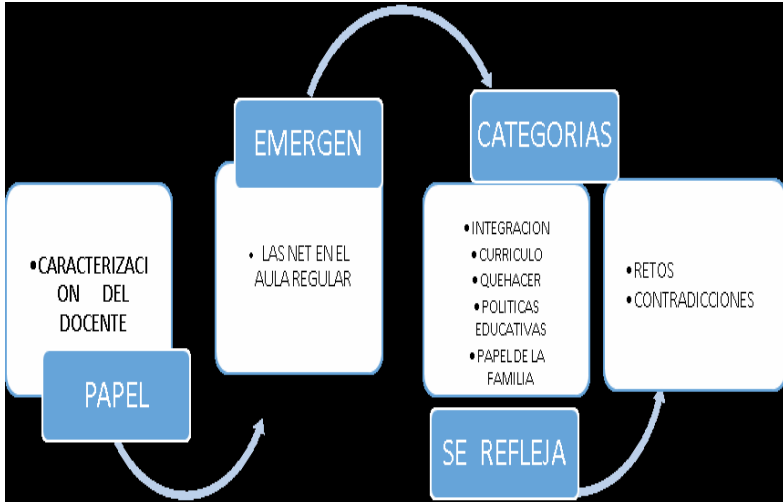 •CARACTERIZACI
ON DEL
DOCENTE
PAPEL
EMERGEN
• LAS NET EN EL
AULA REGULAR
CATEGORIAS
•INTEGRACION
•CURRICULO
•QUEHACER
•POLITICAS
EDUCATIVAS
•PAPEL DE LA
FAMILIA
SE REFLEJA
•RETOS
•CONTRADICCIONES